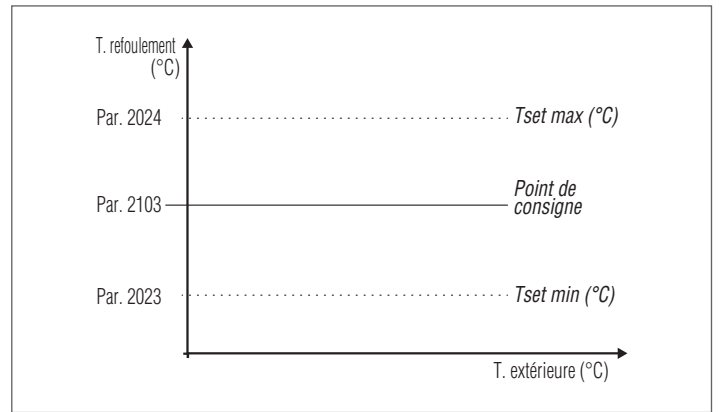 T. refoulement
(°C)
Par. 2024
Tset max (°C)
Par. 2103
Point de
consigne
Par. 2023
Tset min (°C)
T. extérieure (°C)